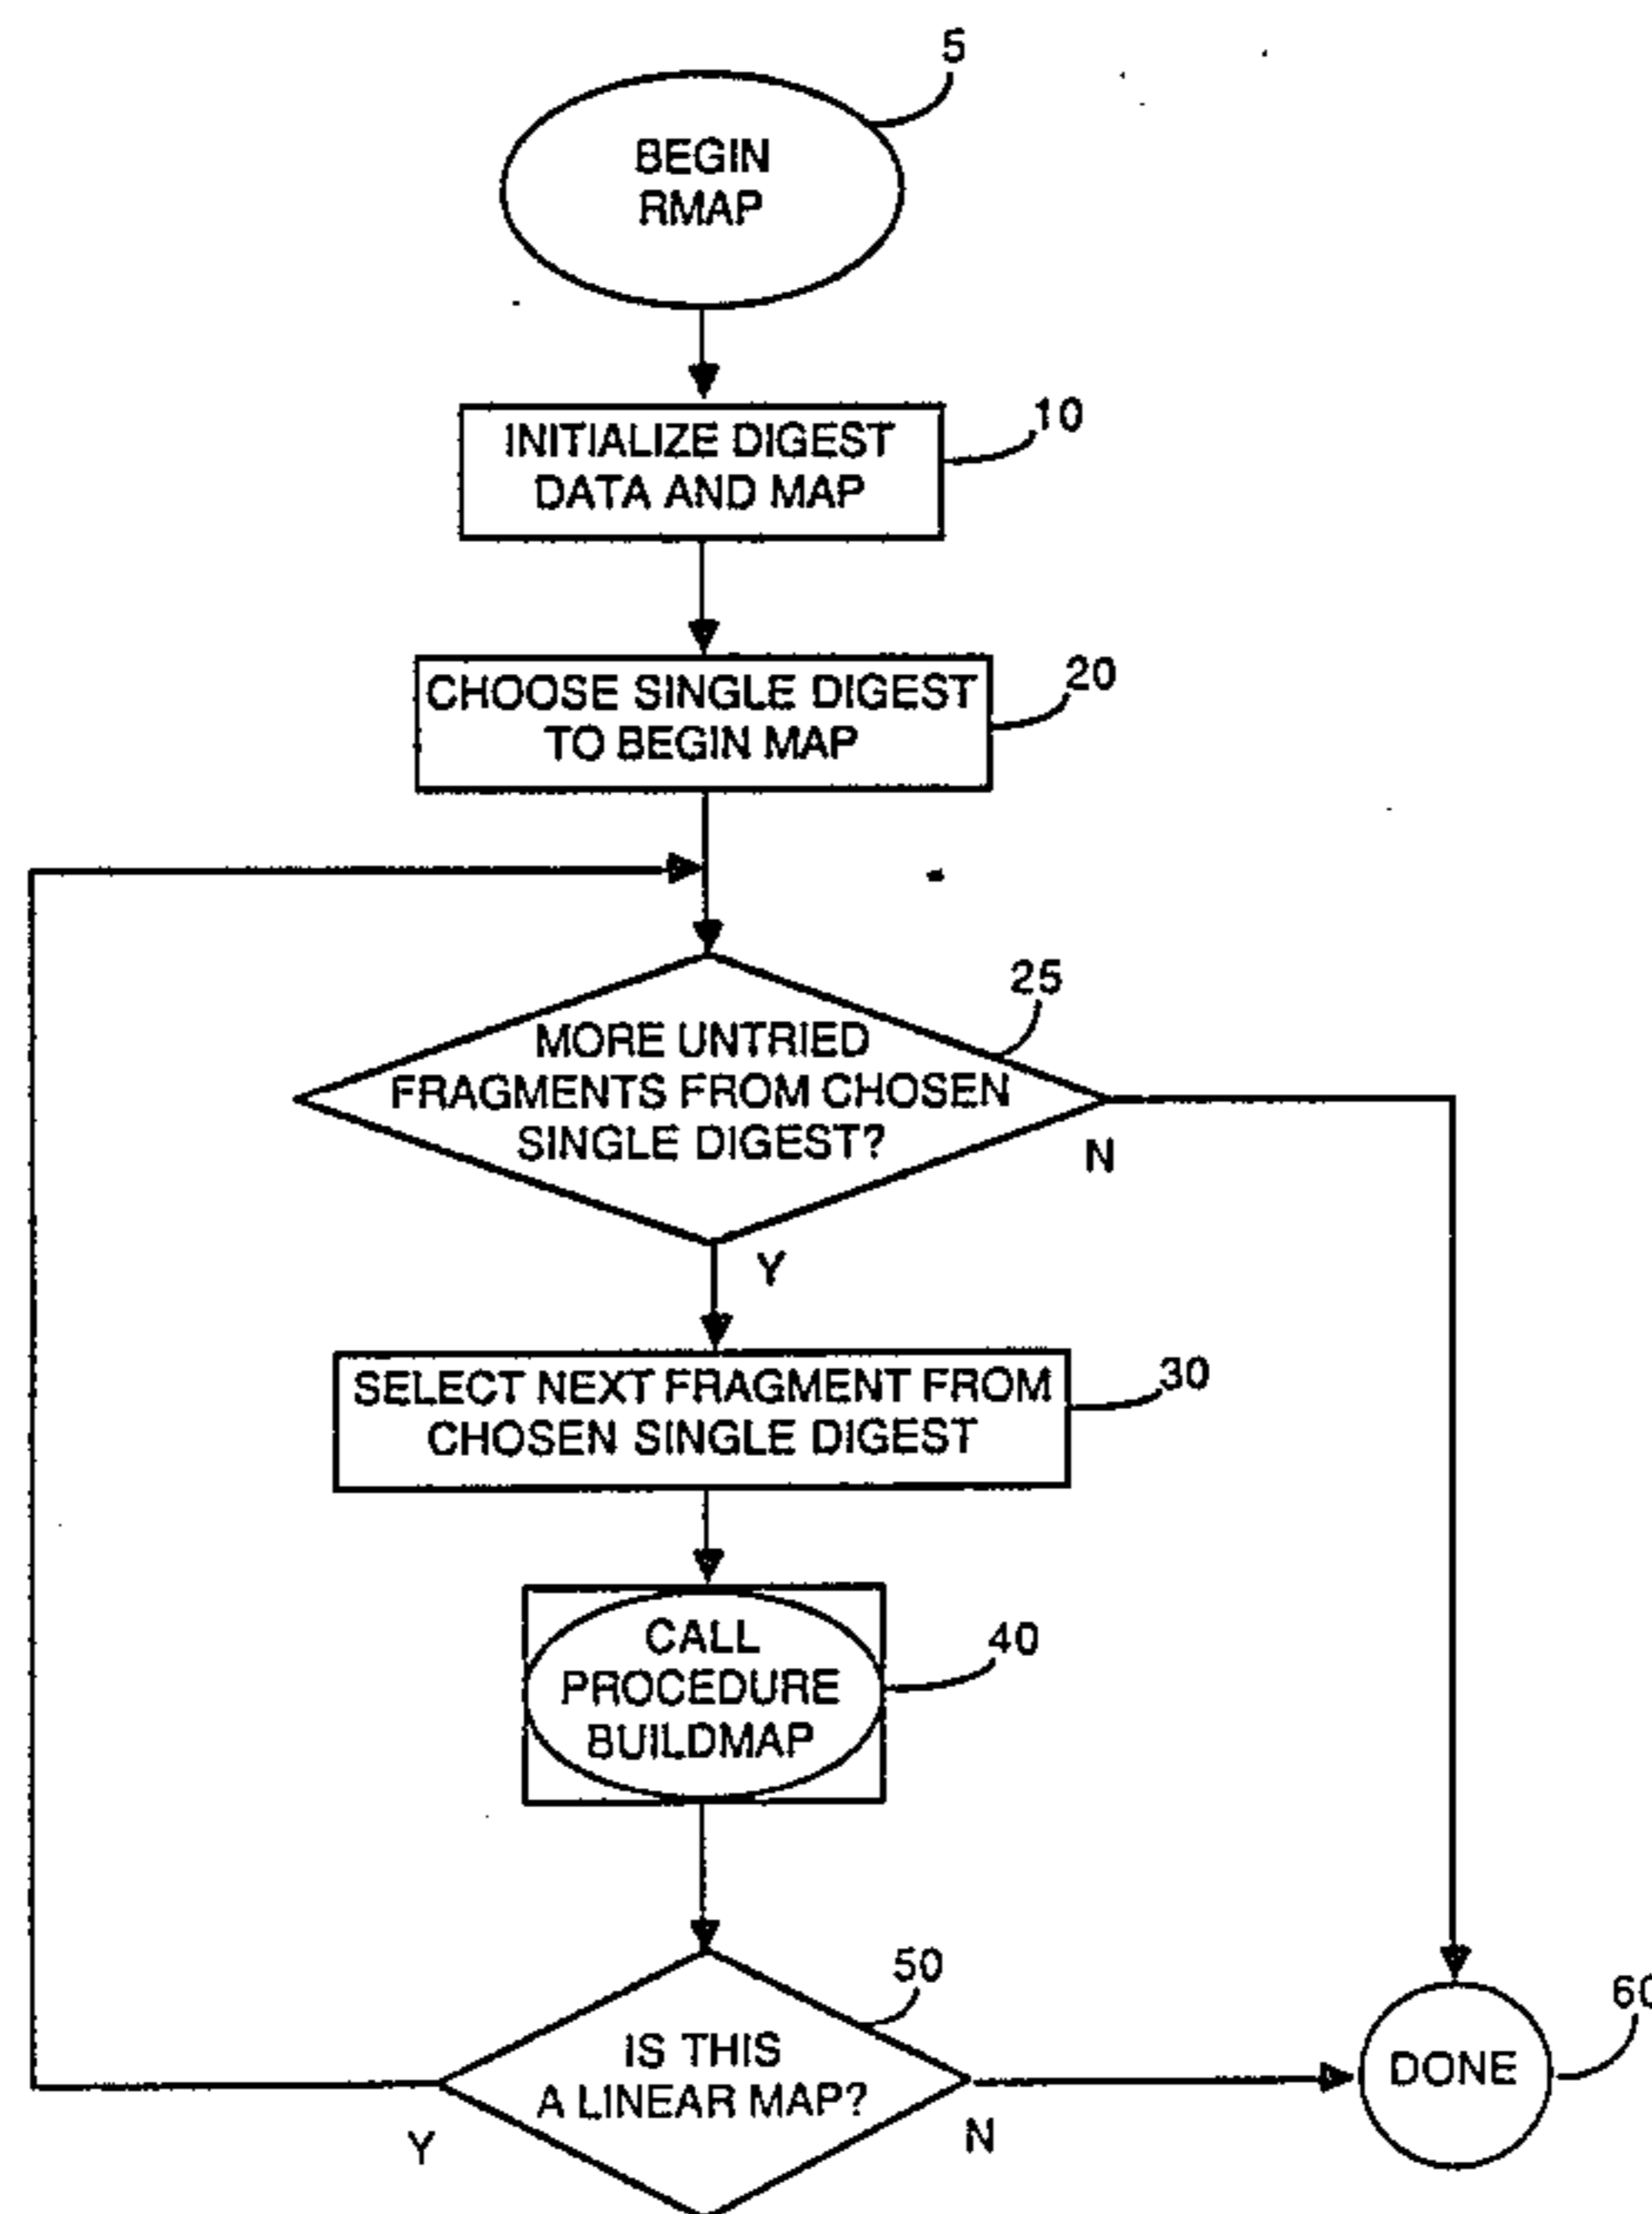 5
BEGIN
RMAP
10
INITIALIZE DIGEST
DATA AND MAP
20
CHOOSE SINGLE DIGEST
TO BEGIN MAP
25
MORE UNTRIED
FRAGMENTS FROM CHOSEN
SINGLE DIGEST?
N
Y
30
SELECT NEXT FRAGMENT FROM
CHOSEN SINGLE DIGEST
40
CALL
PROCEDURE
BUILDMAP
50
IS THIS
A LINEAR MAP?
Y
N
60
DONE